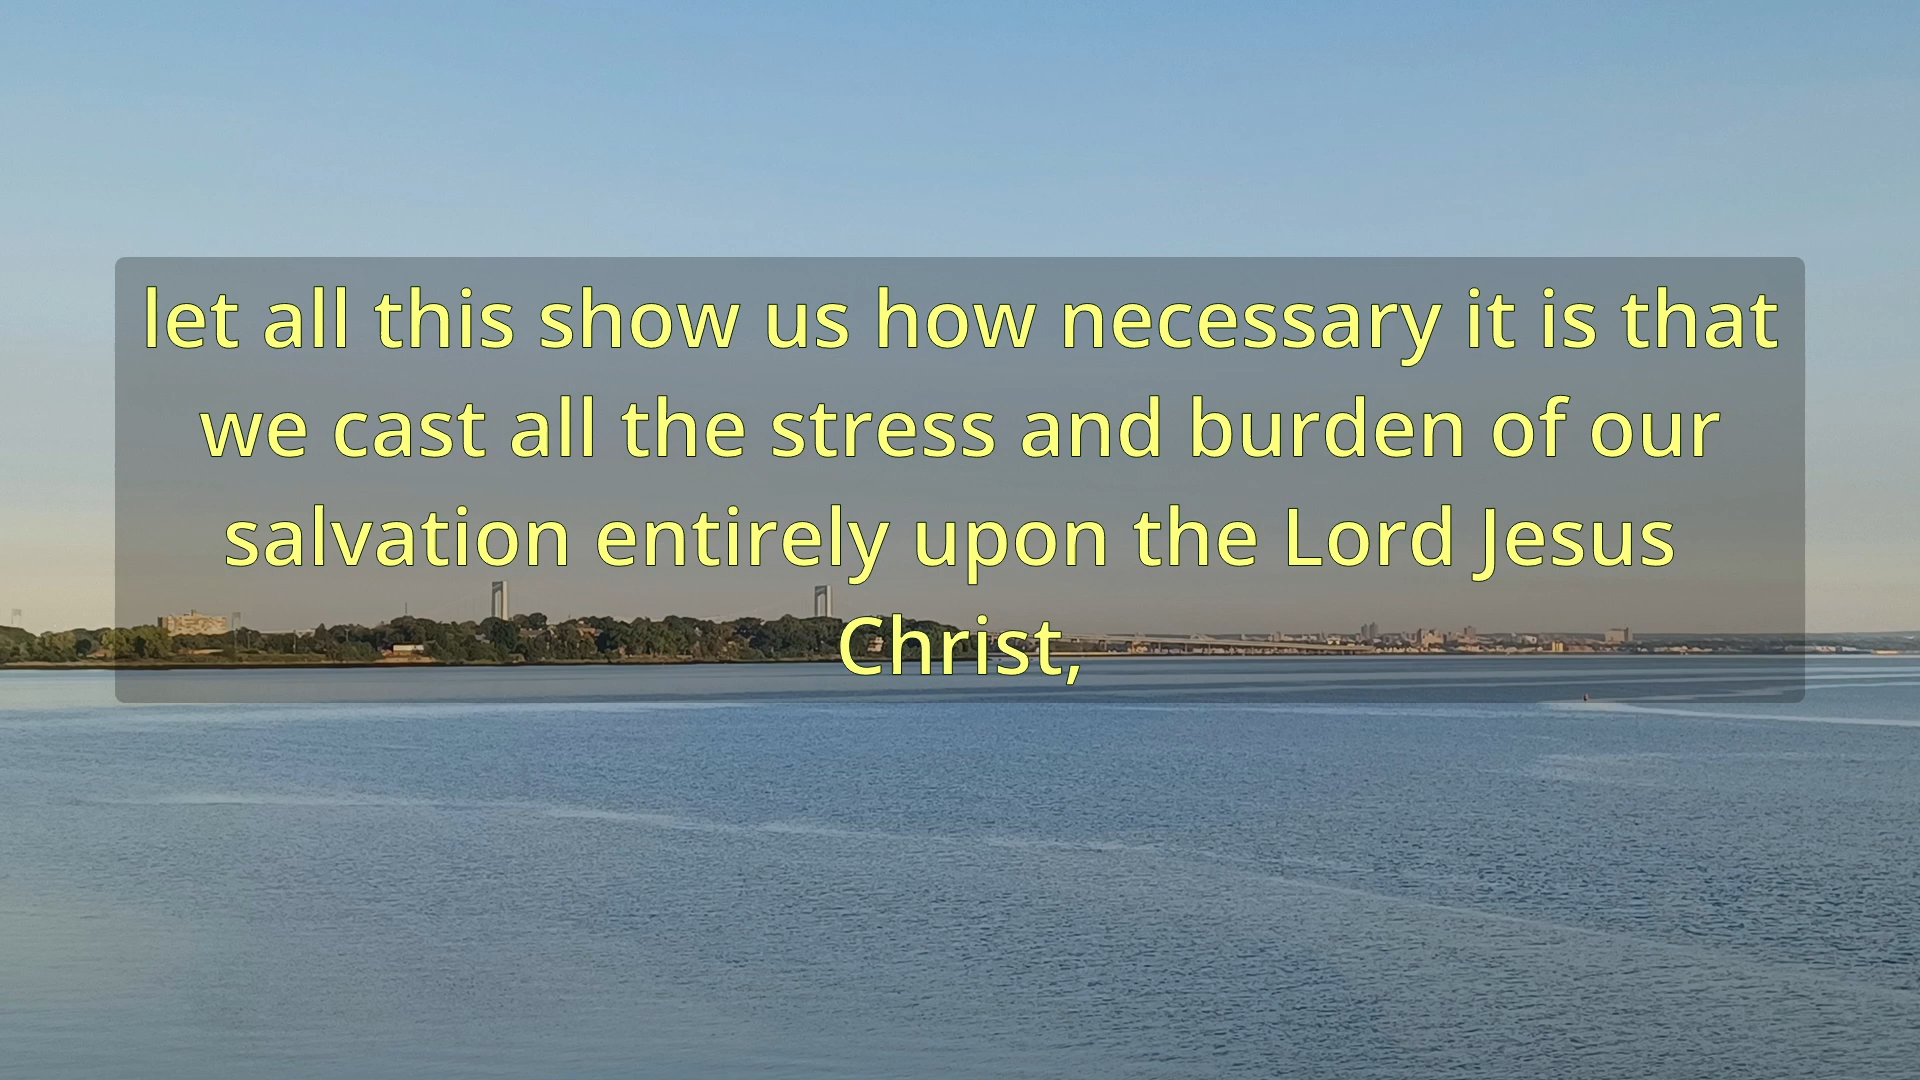 let all this show us how necessary it is that
we cast all the stress and burden of our
salvation entirely upon the Lord Jesus
Christ,